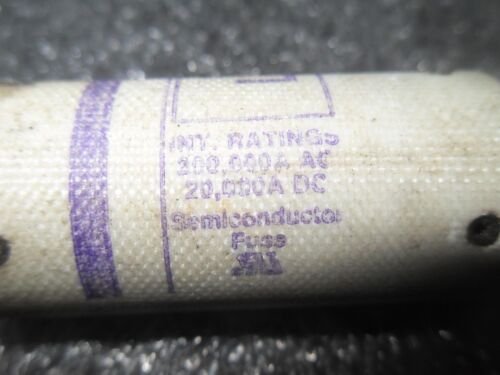 INT. RATINGS
200,000A AC
20,000A DC
Semiconductor
Fuse